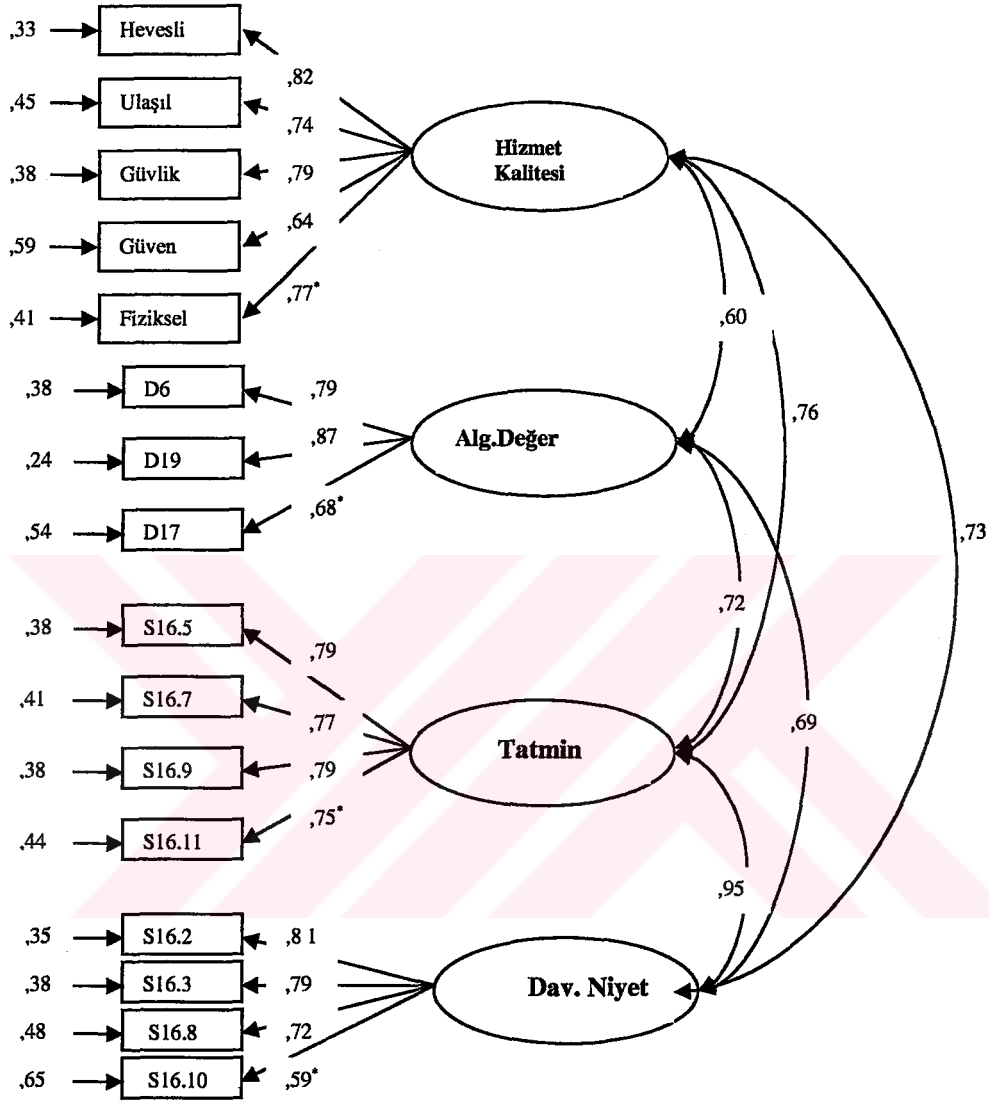 ,33
Hevesli
,82
,45
Ulaşıl
,74
,38
Güvlik
,79
,59
Güven
,64
,41
Fiziksel
,77*
Hizmet
Kalitesi
,60
,76
,73
,38
D6
,79
,24
D19
,87
,54
D17
,68*
Alg.Değer
,72
,69
,38
S16.5
,79
,41
S16.7
,77
,38
S16.9
,79
,44
S16.11
,75*
Tatmin
,95
,35
S16.2
,8 1
,38
S16.3
,79
,48
S16.8
,72
,65
S16.10
,59*
Dav. Niyet